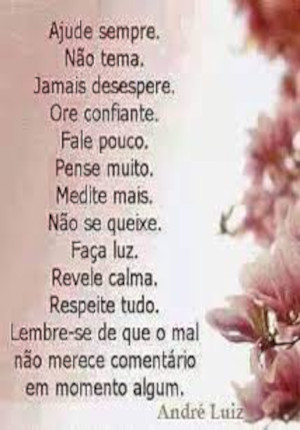 Ajude sempre.
Não tema.
Jamais desespere.
Ore confiante.
Fale pouco.
Pense muito.
Medite mais.
Não se queixe.
Faça luz.
Revele calma.
Respeite tudo.
Lembre-se de que o mal
não merece comentário
em momento algum.
André Luiz